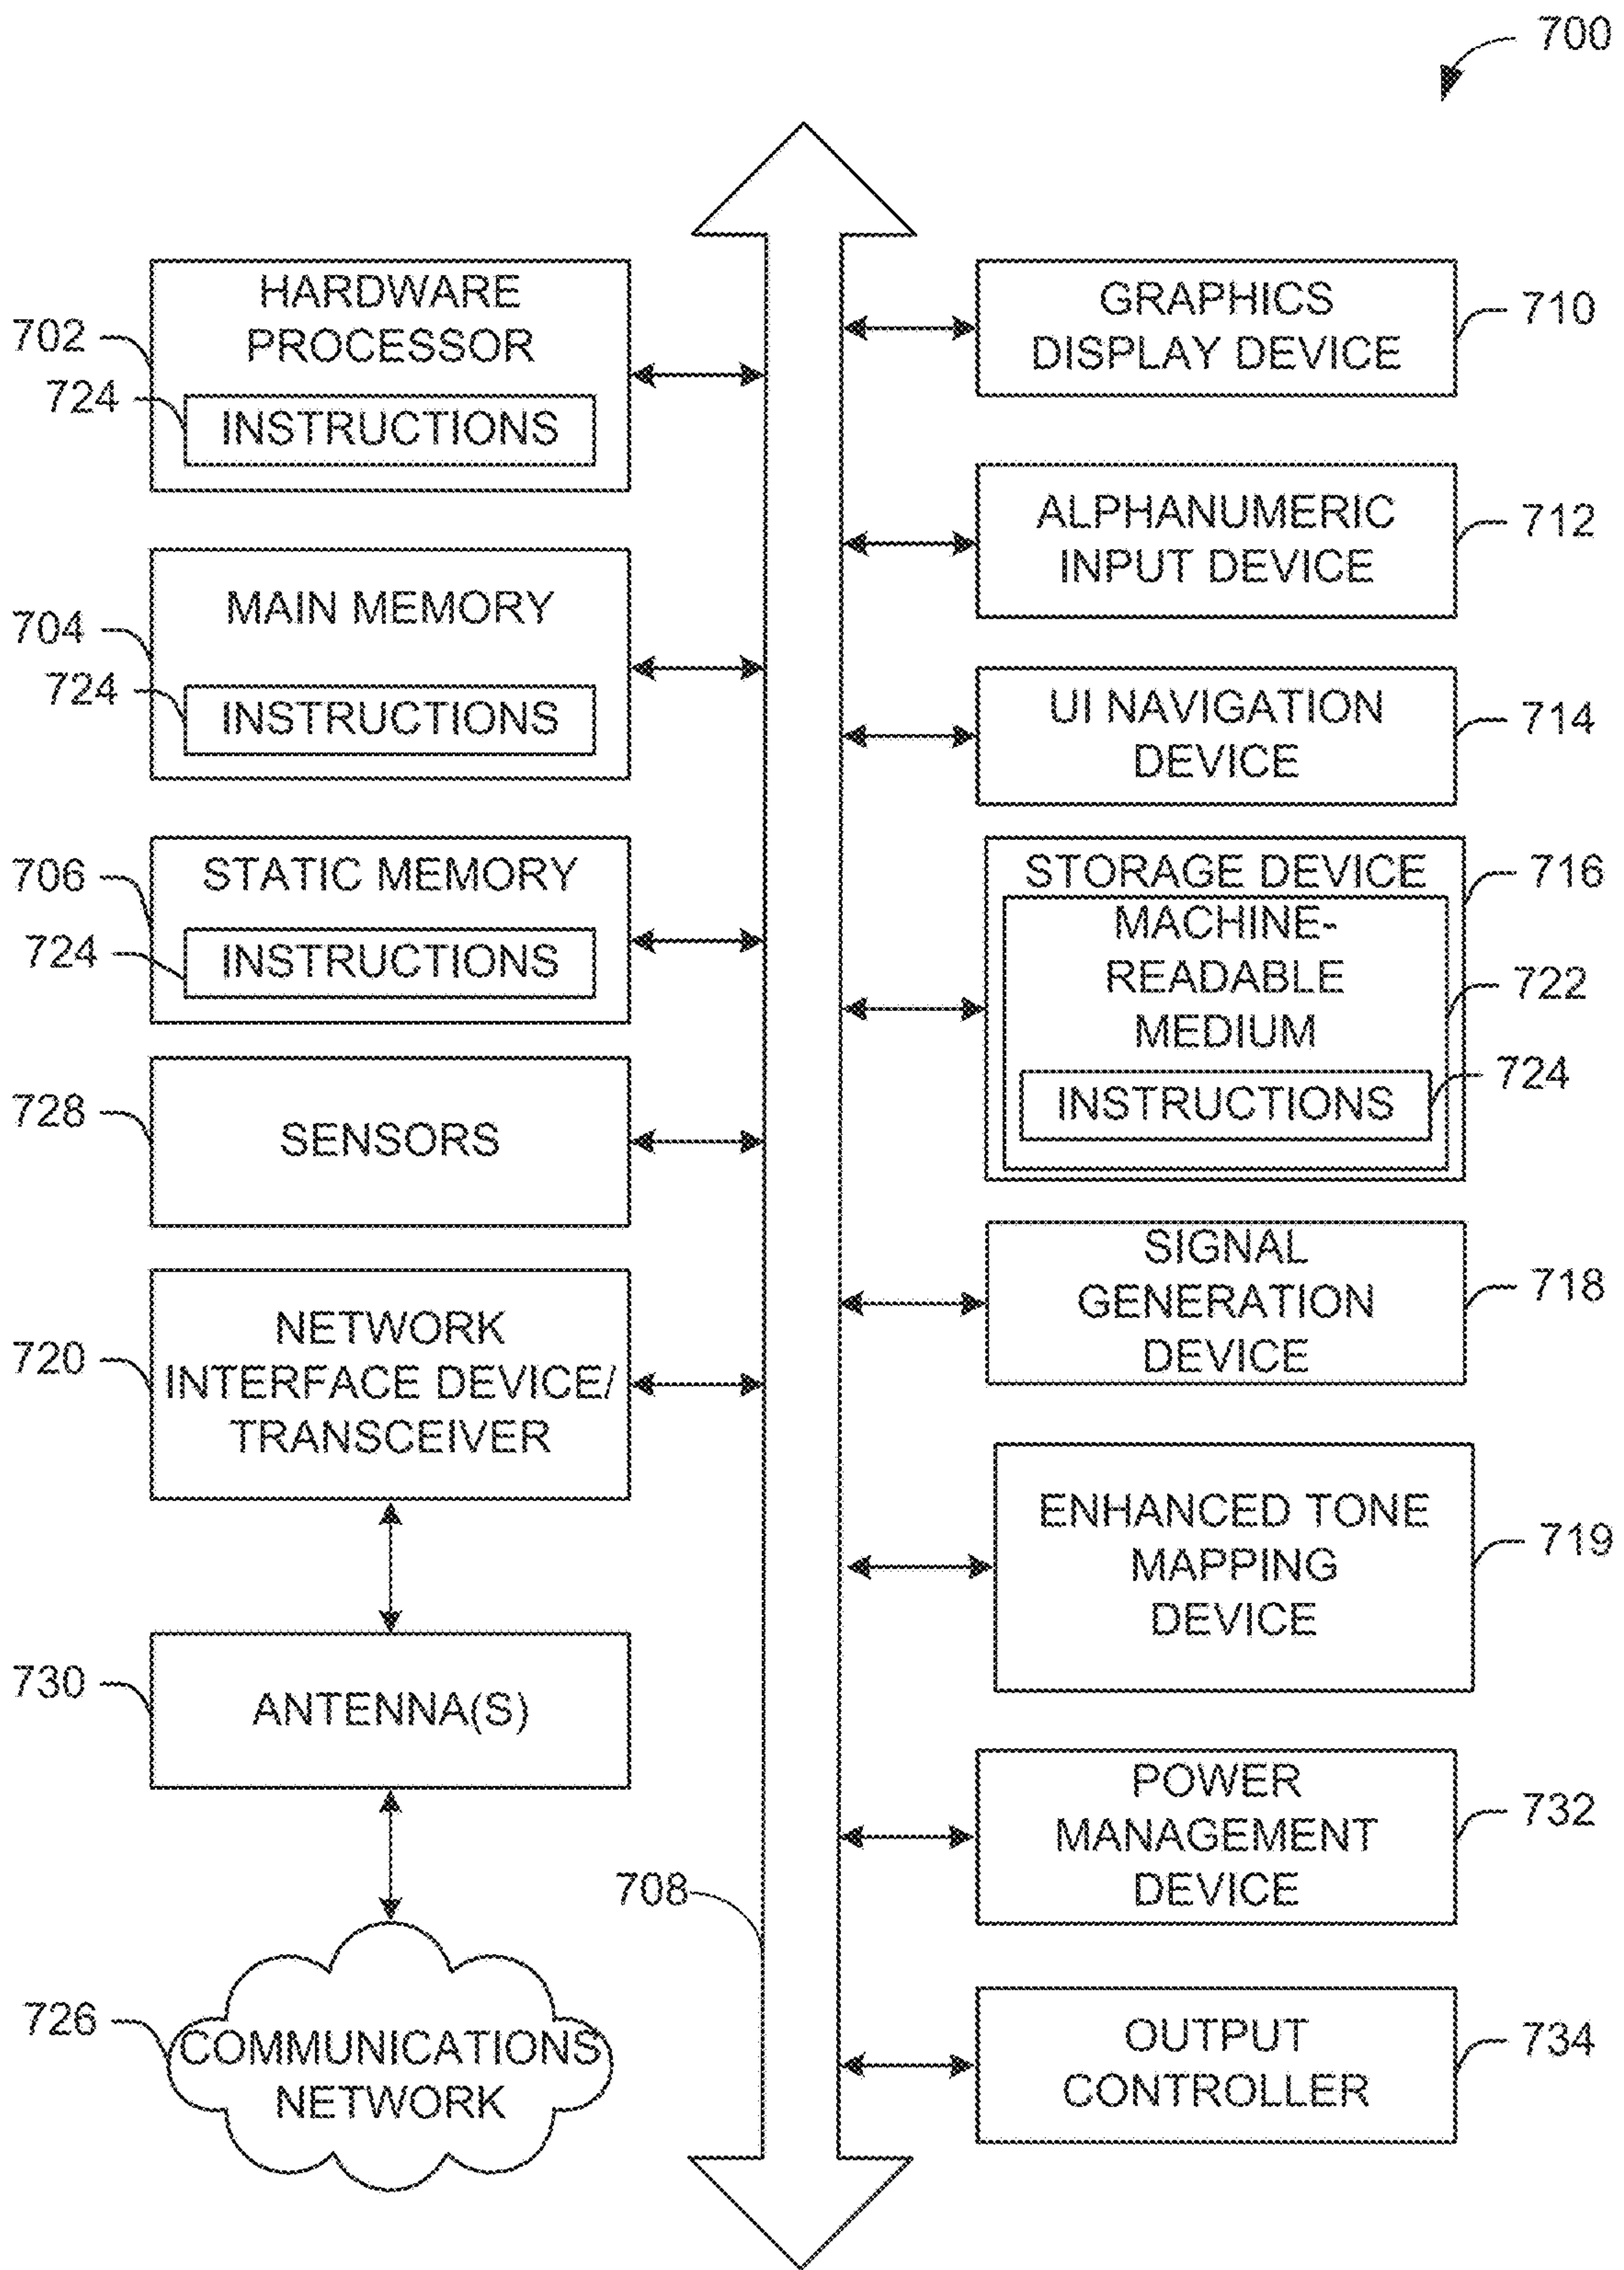 700
HARDWARE
PROCESSOR
702
724
INSTRUCTIONS
MAIN MEMORY
704
724
INSTRUCTIONS
STATIC MEMORY
706
724
INSTRUCTIONS
728
SENSORS
NETWORK
INTERFACE DEVICE/
TRANSCEIVER
720
730
ANTENNA(S)
708
726
COMMUNICATIONS
NETWORK
GRAPHICS
DISPLAY DEVICE
710
ALPHANUMERIC
INPUT DEVICE
712
UI NAVIGATION
DEVICE
714
STORAGE DEVICE
716
MACHINE-
READABLE
MEDIUM
722
INSTRUCTIONS
724
SIGNAL
GENERATION
DEVICE
718
ENHANCED TONE
MAPPING
DEVICE
719
POWER
MANAGEMENT
DEVICE
732
OUTPUT
CONTROLLER
734